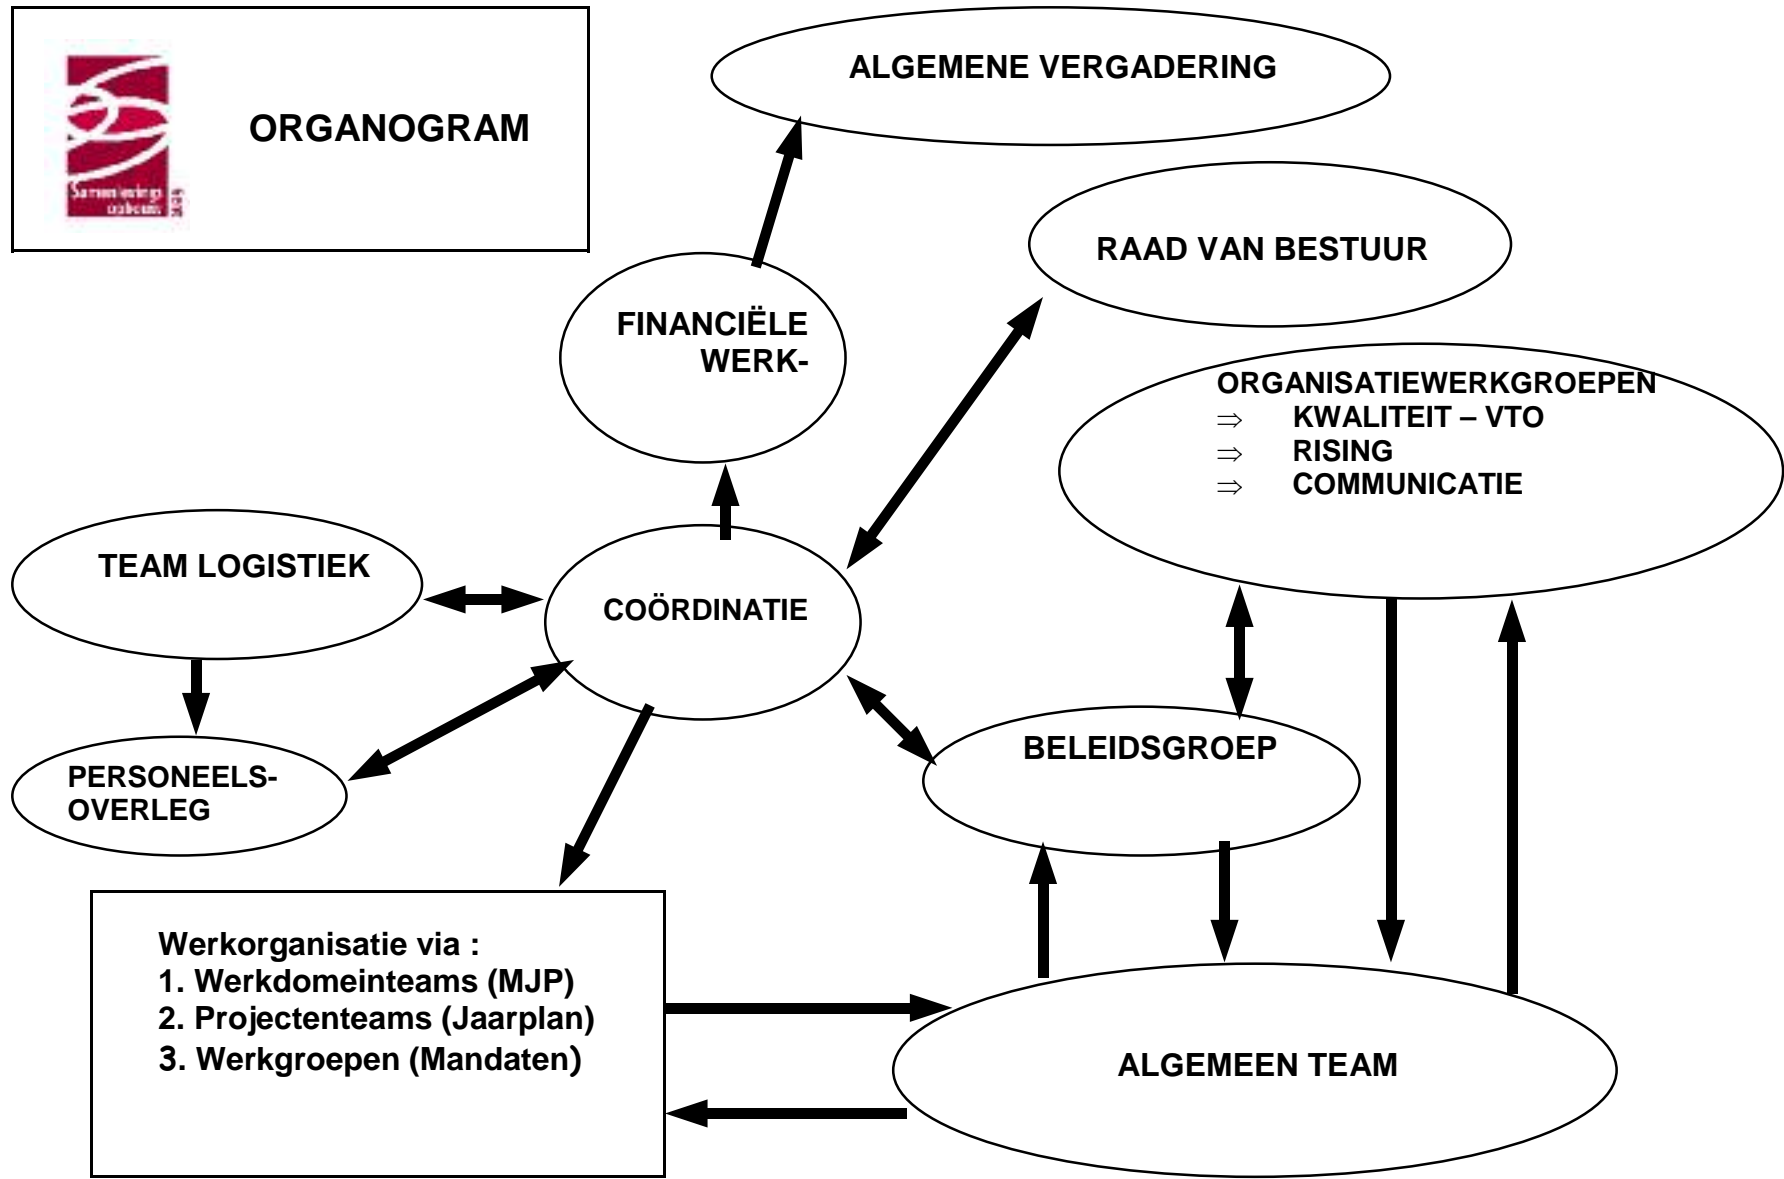 ORGANOGRAM
ALGEMENE VERGADERING
RAAD VAN BESTUUR
FINANCIËLE
WERK-
ORGANISATIEWERKGROEPEN
⇒ KWALITEIT – VTO
⇒ RISING
⇒ COMMUNICATIE
TEAM LOGISTIEK
COÖRDINATIE
BELEIDSGROEP
PERSONEELS-
OVERLEG
Werkorganisatie via :
1. Werkdomeinteams (MJP)
2. Projectenteams (Jaarplan)
3. Werkgroepen (Mandaten)
ALGEMEEN TEAM